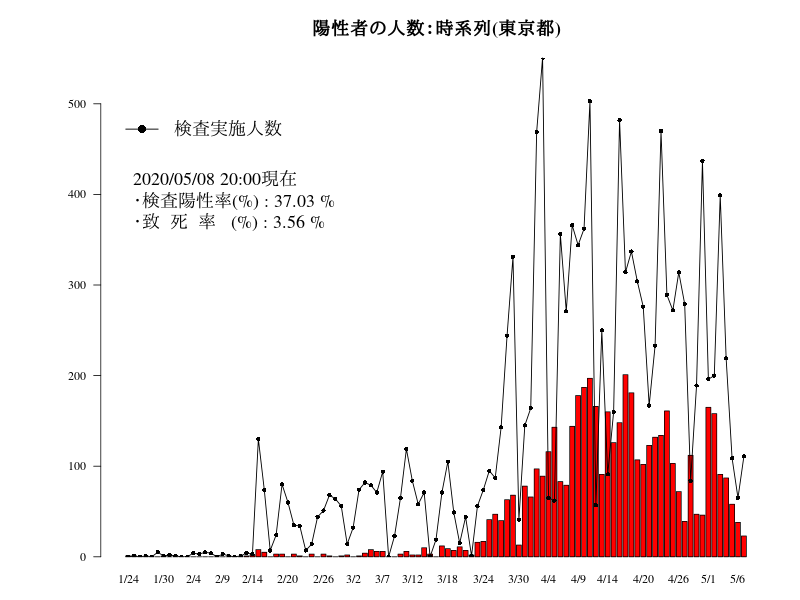 陽性者の人数:時系列(東京都)
検査実施人数
2020/05/08 20:00現在
・検査陽性率(%) : 37.03 %
・致 死 率 (%) : 3.56 %
500
400
300
200
100
0
1/24 1/30 2/4 2/9 2/14 2/20 2/26 3/2 3/7 3/12 3/18 3/24 3/30 4/4 4/9 4/14 4/20 4/26 5/1 5/6